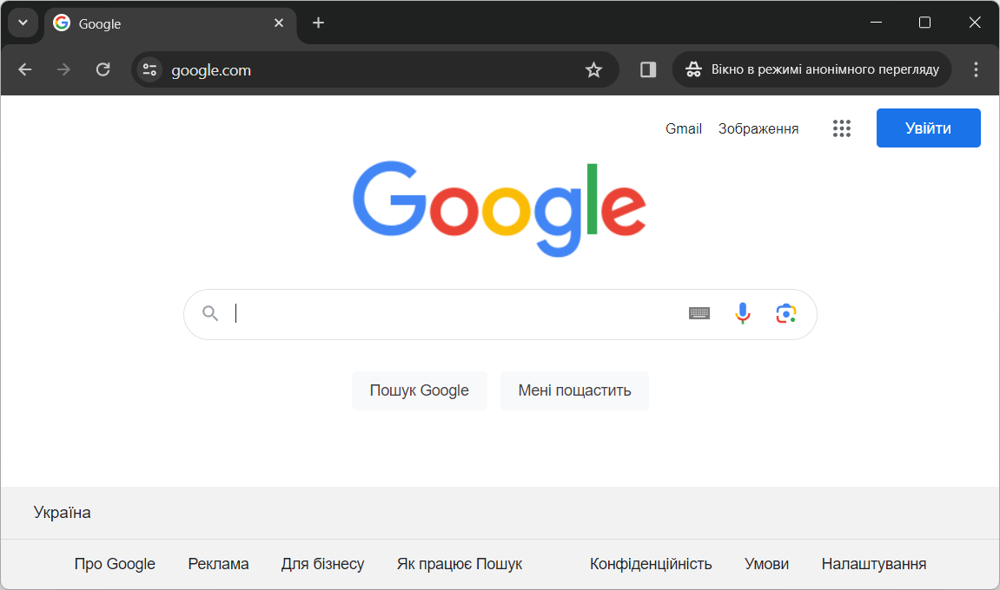 Google
google.com
Вікно в режимі анонімного перегляду
Gmail Зображення Увійти
Google
Пошук Google Мені пощастить
Україна
Про Google Реклама Для бізнесу Як працює Пошук Конфіденційність Умови Налаштування